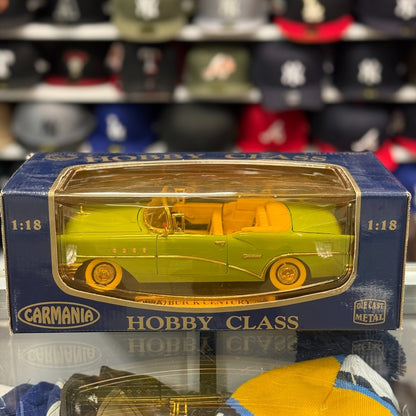 HOBBY CLASS
1:18
1:18
BUICK CENTURY
CARMANIA
HOBBY CLASS
DIE CAST
METAL